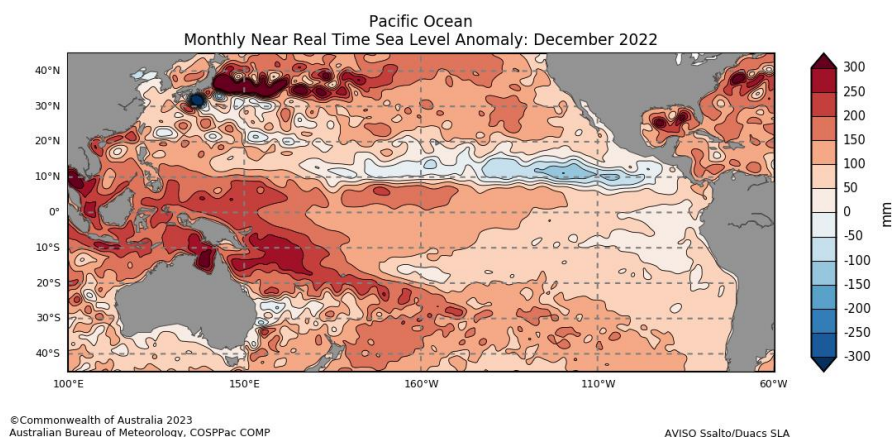 Pacific Ocean
Monthly Near Real Time Sea Level Anomaly: December 2022
40°N
30°N
20°N
10°N
0°
10°S
20°S
30°S
40°S
100°E
150°E
160°W
110°W
60°W
300
250
200
150
100
50
0
-50
-100
-150
-200
-250
-300
mm
©Commonwealth of Australia 2023
Australian Bureau of Meteorology, COSPPac COMP
AVISO Ssalto/Duacs SLA